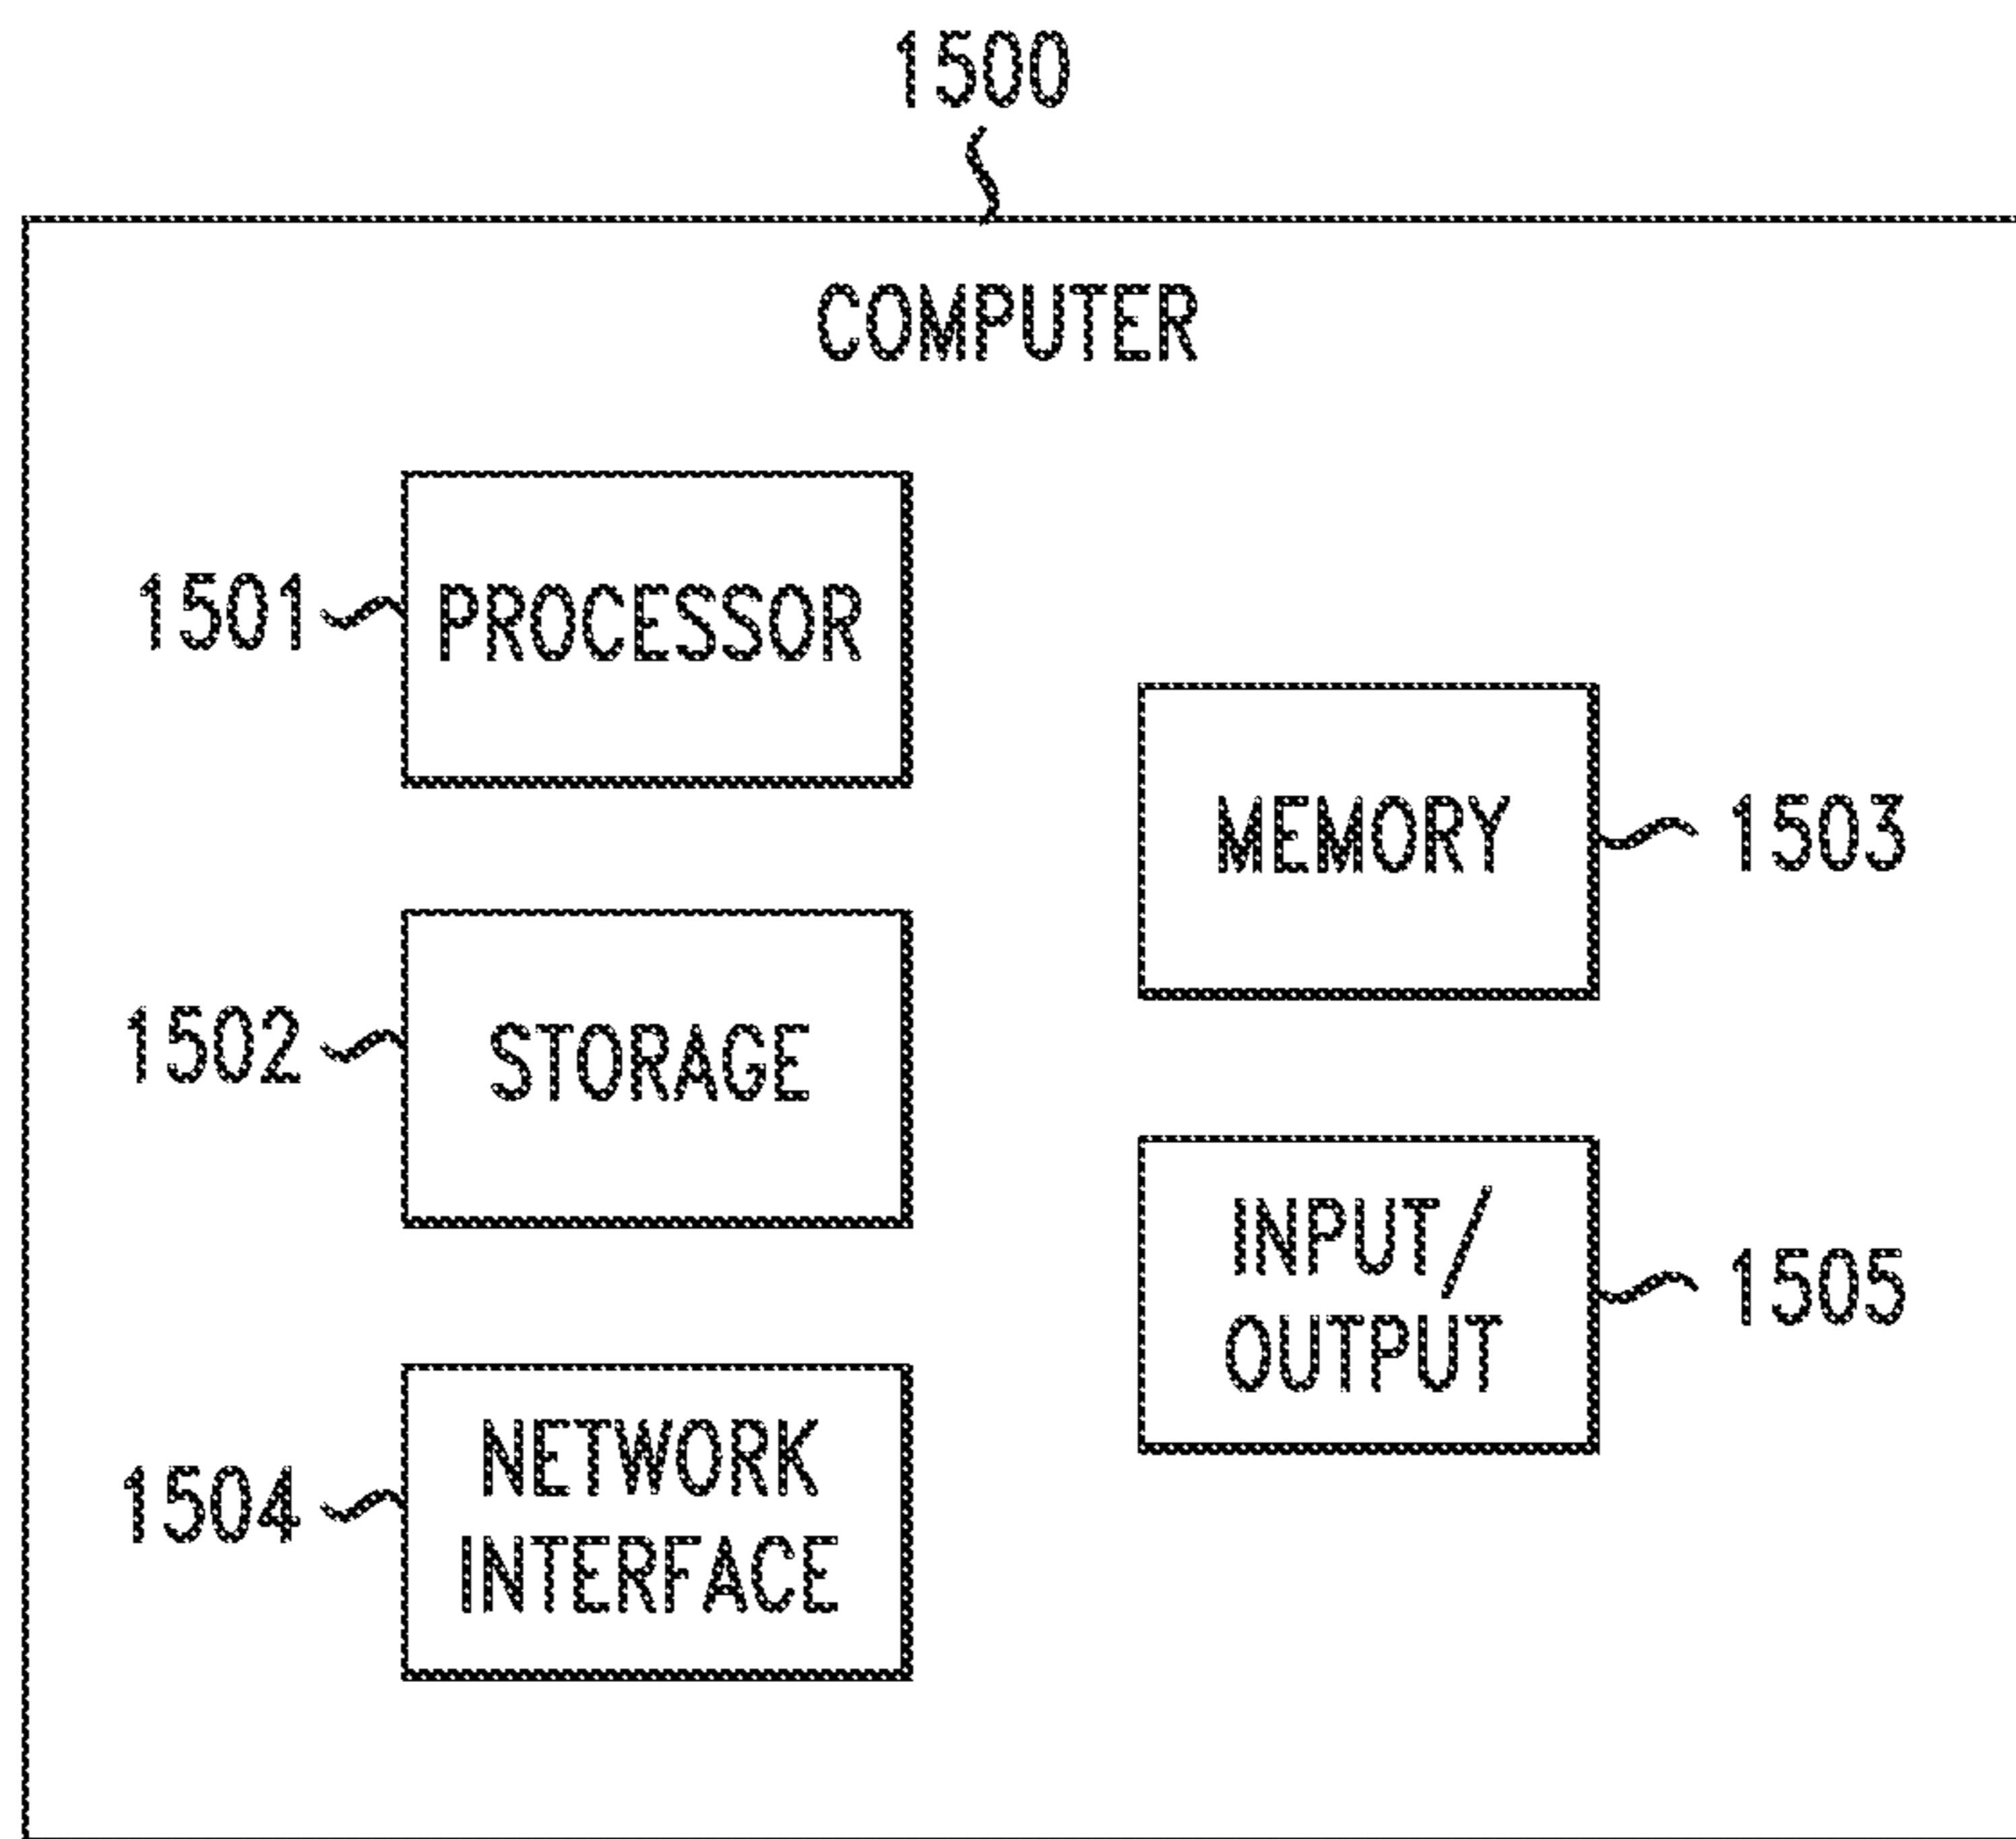 1500
COMPUTER
1501
PROCESSOR
MEMORY
1503
1502
STORAGE
INPUT/
OUTPUT
1505
1504
NETWORK
INTERFACE